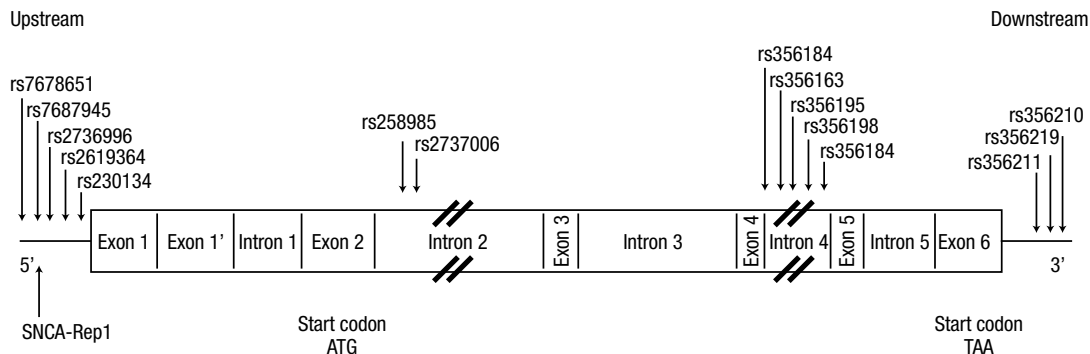 Upstream
Downstream
rs7678651
rs7687945
rs2736996
rs2619364
rs230134
rs258985
rs2737006
rs356184
rs356163
rs356195
rs356198
rs356184
rs356210
rs356219
rs356211
Exon 1
Exon 1’
Intron 1
Exon 2
Intron 2
Exon 3
Intron 3
Exon 4
Intron 4
Exon 5
Intron 5
Exon 6
5’
3’
SNCA-Rep1
Start codon
ATG
Start codon
TAA